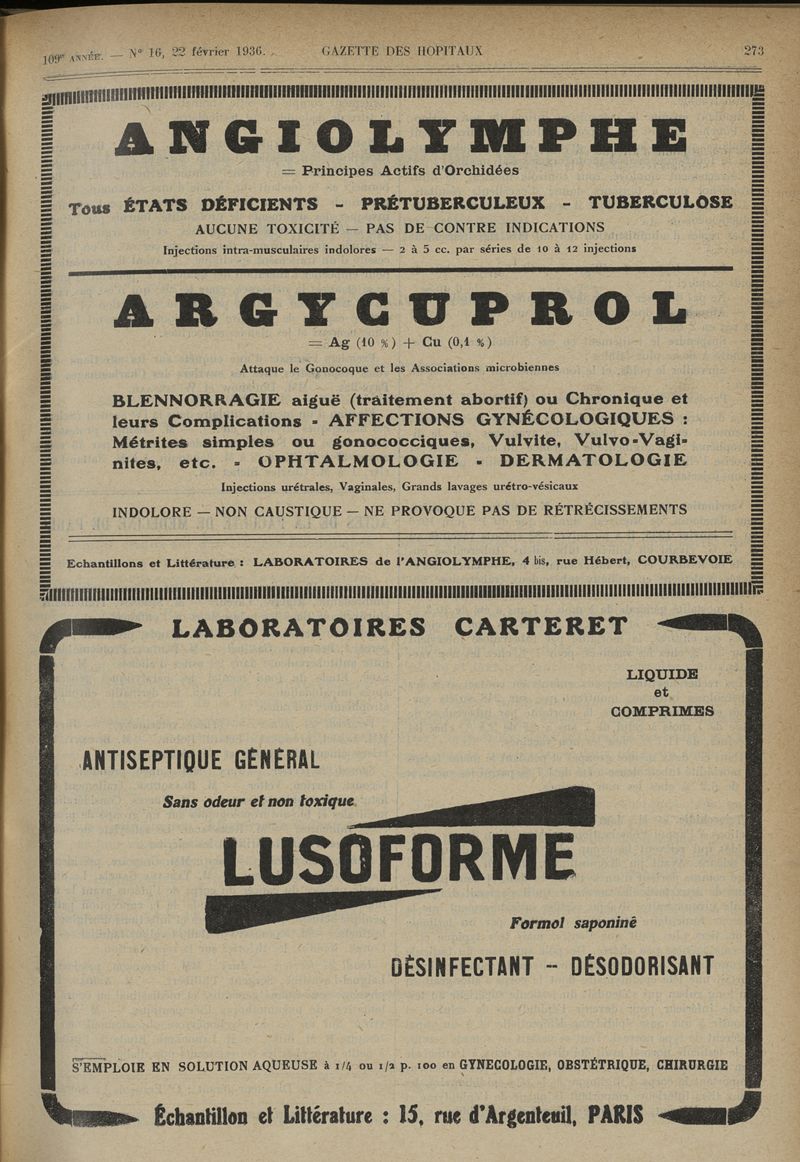 109me ANNÉE. — N° 16, 22 février 1936. GAZETTE DES HOPITAUX 273
ANGIOLYMPHE
= Principes Actifs d'Orchidées
Tous ÉTATS DÉFICIENTS - PRÉTUBERCULEUX - TUBERCULOSE
AUCUNE TOXICITÉ — PAS DE CONTRE INDICATIONS
Injections intra-musculaires indolores — 2 à 5 cc. par séries de 10 à 12 injections
ARGYCUPROL
= Ag (10 %) + Cu (0,1 %)
Attaque le Gonocoque et les Associations microbiennes
BLENNORRAGIE aiguë (traitement abortif) ou Chronique et
leurs Complications - AFFECTIONS GYNÉCOLOGIQUES :
Métrites simples ou gonococciques, Vulvite, Vulvo-Vagi-
nites, etc. - OPHTALMOLOGIE - DERMATOLOGIE
Injections urétrales, Vaginales, Grands lavages urétro-vésicaux
INDOLORE — NON CAUSTIQUE — NE PROVOQUE PAS DE RÉTRÉCISSEMENTS
Echantillons et Littérature : LABORATOIRES de l'ANGIOLYMPHE, 4 bis, rue Hébert, COURBEVOIE
LABORATOIRES CARTERET
LIQUIDE
et
COMPRIMES
ANTISEPTIQUE GÉNÉRAL
Sans odeur et non toxique
LUSOFORME
Formol saponiné
DÉSINFECTANT - DÉSODORISANT
S'EMPLOIE EN SOLUTION AQUEUSE à 1/4 ou 1/2 p. 100 en GYNECOLOGIE, OBSTÉTRIQUE, CHIRURGIE
Échantillon et Littérature : 15, rue d'Argenteuil, PARIS